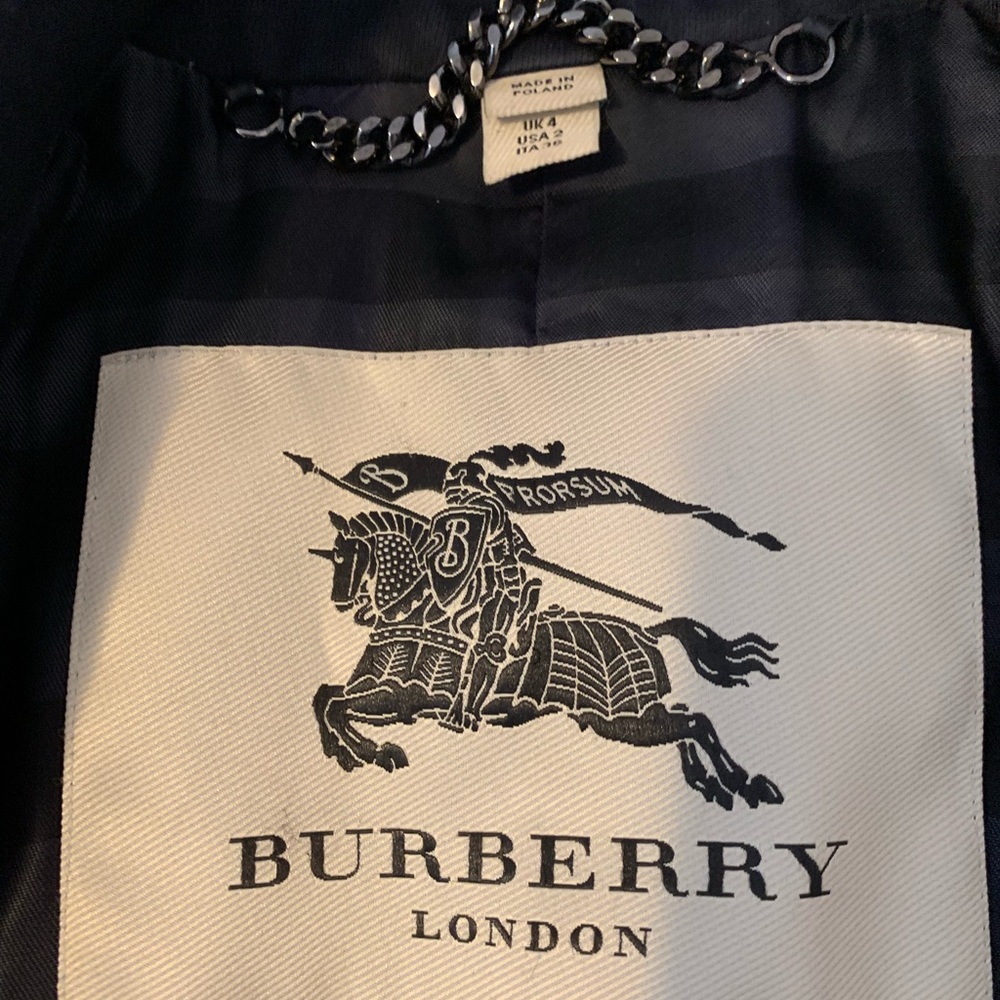 MADE IN
POLAND
UK 4
USA 2
ITA 36
B PRORSUM
B
BURBERRY
LONDON